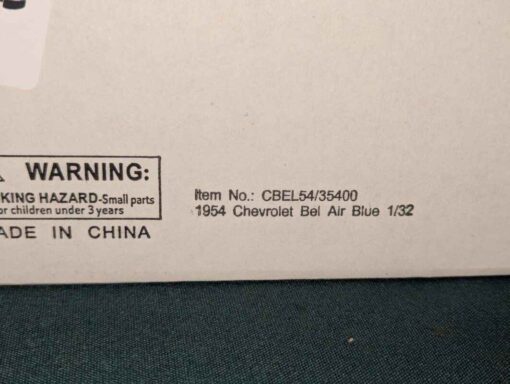 WARNING:
KING HAZARD-Small parts
or children under 3 years
ADE IN CHINA
Item No.: CBEL54/35400
1954 Chevrolet Bel Air Blue 1/32